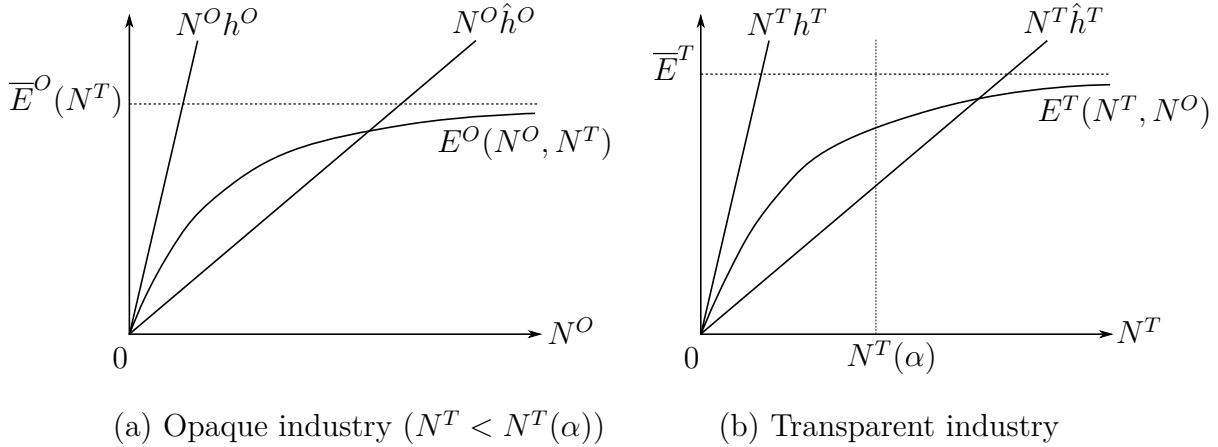 N^O h^O
N^O ĥ^O
E̅^O(N^T)
E^O(N^O, N^T)
N^O
0
(a) Opaque industry (N^T < N^T(α))
N^T h^T
N^T ĥ^T
E̅^T
E^T(N^T, N^O)
N^T
0
N^T(α)
(b) Transparent industry